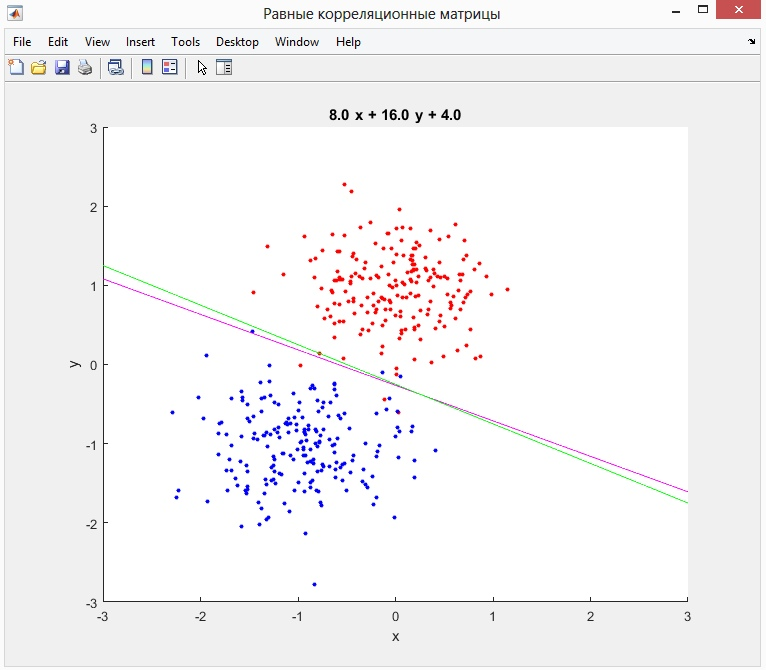 Равные корреляционные матрицы
File Edit View Insert Tools Desktop Window Help
8.0 x + 16.0 y + 4.0
3
2
1
0
-1
-2
-3
y
-3 -2 -1 0 1 2 3
x